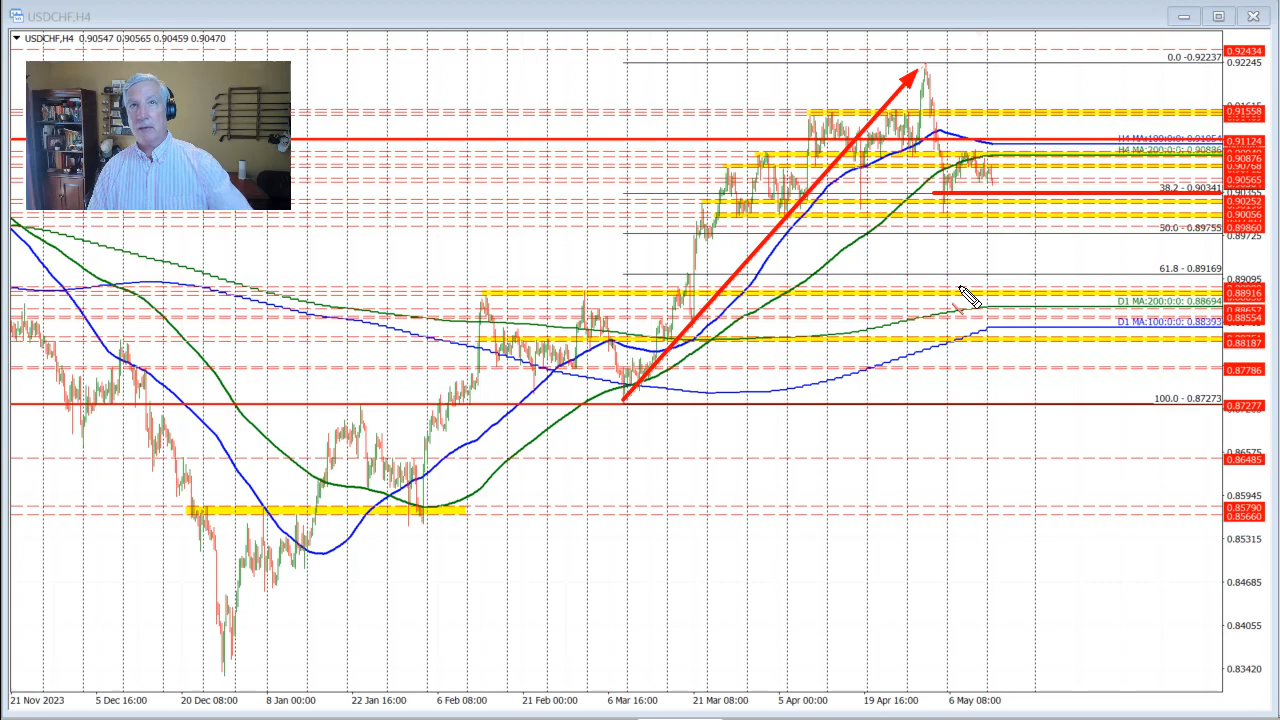 USDCHF,H4
USDCHF,H4 0.90547 0.90565 0.90459 0.90470
0.92434
0.0 -0.92237
0.92245
0.91615
0.91558
0.91124
H4 MA:200:0:0: 0.90886
0.90876
0.90768
0.90565
38.2 - 0.90341
0.90252
0.90056
50.0 - 0.89755
0.89860
0.89725
61.8 - 0.89169
0.89095
0.88916
D1 MA:200:0:0: 0.88694
0.88657
0.88554
D1 MA:100:0:0: 0.88393
0.88187
0.87786
100.0 - 0.87273
0.87277
0.86575
0.86485
0.85945
0.85790
0.85660
0.85315
0.84685
0.84055
0.83420
21 Nov 2023 5 Dec 16:00 20 Dec 08:00 8 Jan 00:00 22 Jan 16:00 6 Feb 08:00 21 Feb 00:00 6 Mar 16:00 21 Mar 08:00 5 Apr 00:00 19 Apr 16:00 6 May 08:00